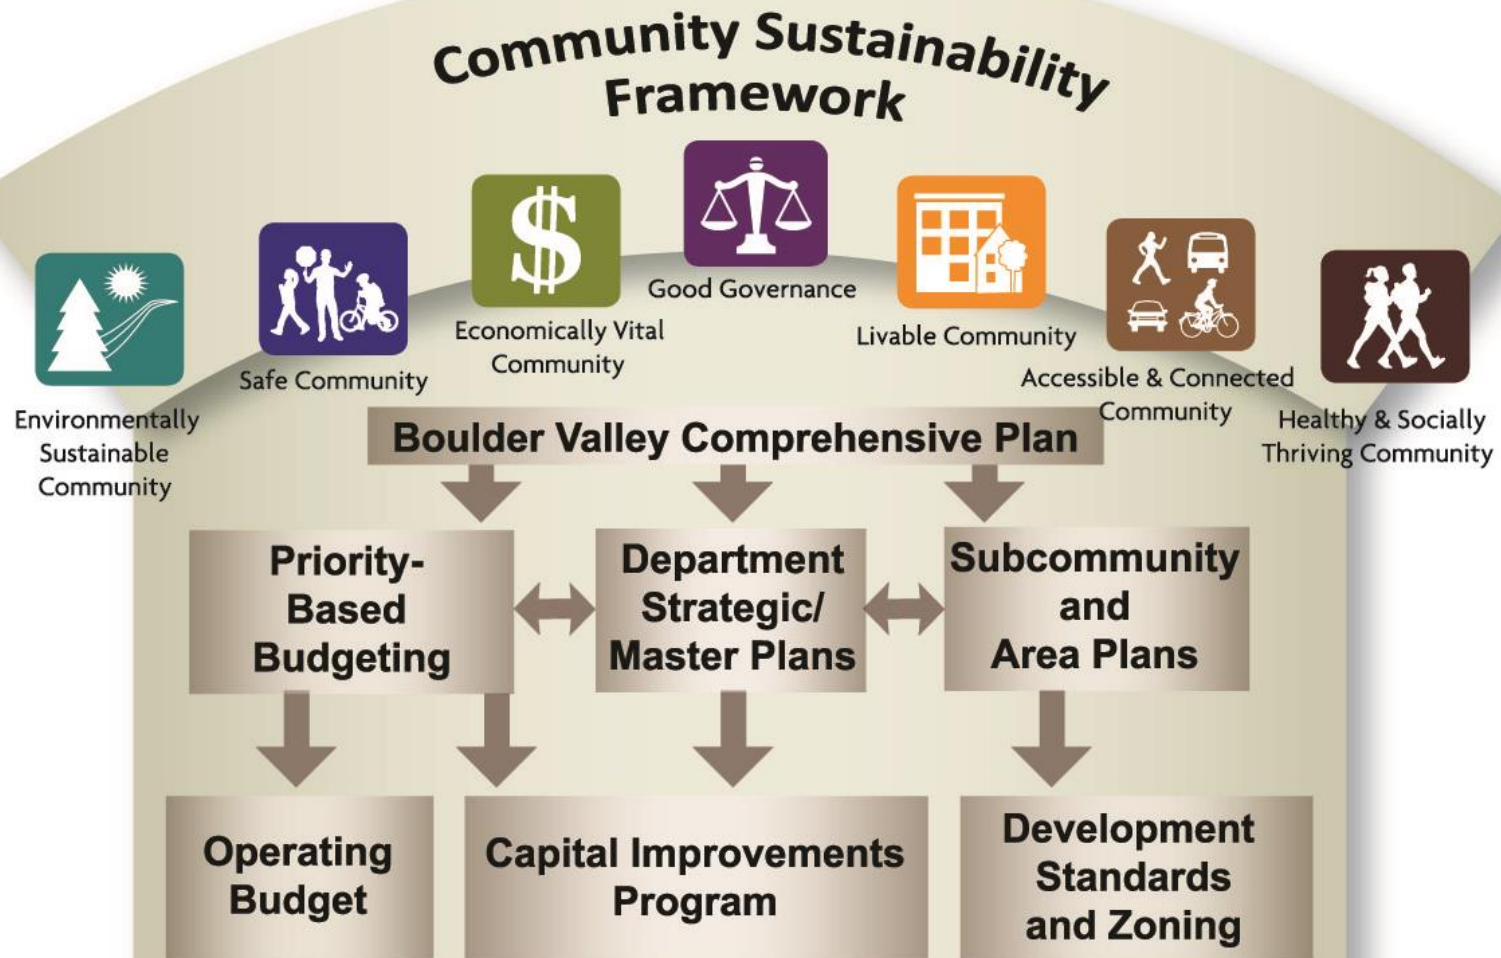 Community Sustainability
Framework
Environmentally
Sustainable
Community
Safe Community
Economically Vital
Community
Good Governance
Livable Community
Accessible & Connected
Community
Healthy & Socially
Thriving Community
Boulder Valley Comprehensive Plan
Priority-
Based
Budgeting
Department
Strategic/
Master Plans
Subcommunity
and
Area Plans
Operating
Budget
Capital Improvements
Program
Development
Standards
and Zoning